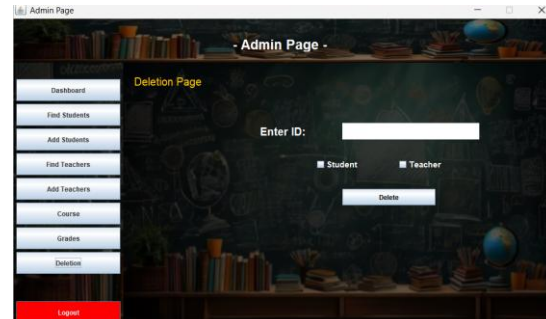 Admin Page
- Admin Page -
Deletion Page
Dashboard
Find Students
Add Students
Find Teachers
Add Teachers
Course
Grades
Deletion
Logout
Enter ID:
Student
Teacher
Delete